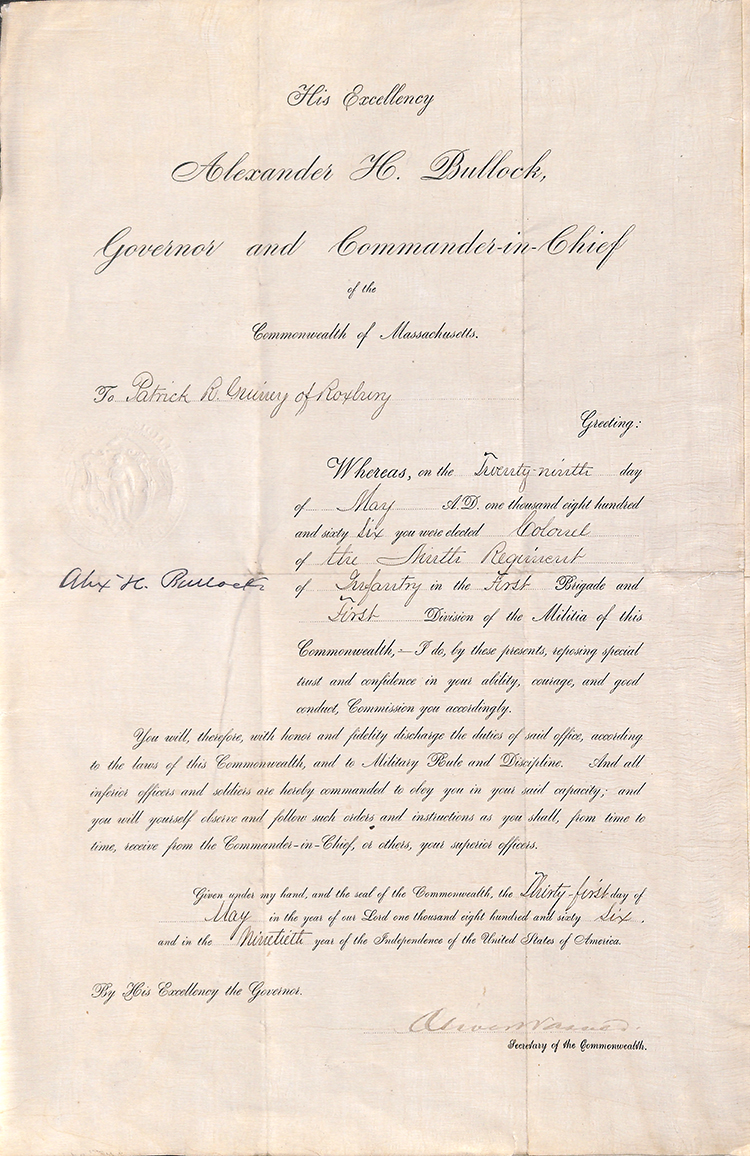 His Excellency
Alexander H. Bullock,
Governor and Commander-in-Chief
of the
Commonwealth of Massachusetts.
To Patrick R. Guiney of Roxbury
Greeting:
Whereas, on the Twenty-ninth day
of May A.D. one thousand eight hundred
and sixty six you were elected Colonel
of the Ninth Regiment
Alex H. Bullock
of Infantry in the First Brigade and
First Division of the Militia of this
Commonwealth,— I do, by these presents, reposing special
trust and confidence in your ability, courage, and good
conduct, Commission you accordingly.
You will, therefore, with honor and fidelity discharge the duties of said office, according
to the laws of this Commonwealth, and to Military Rule and Discipline. And all
inferior officers and soldiers are hereby commanded to obey you in your said capacity; and
you will yourself observe and follow such orders and instructions as you shall, from time to
time, receive from the Commander-in-Chief, or others, your superior officers.
Given under my hand, and the seal of the Commonwealth, the Thirty-first day of
May in the year of our Lord one thousand eight hundred and sixty six.
and in the Ninetieth year of the Independence of the United States of America.
By His Excellency the Governor.
Oliver Warner.
Secretary of the Commonwealth.